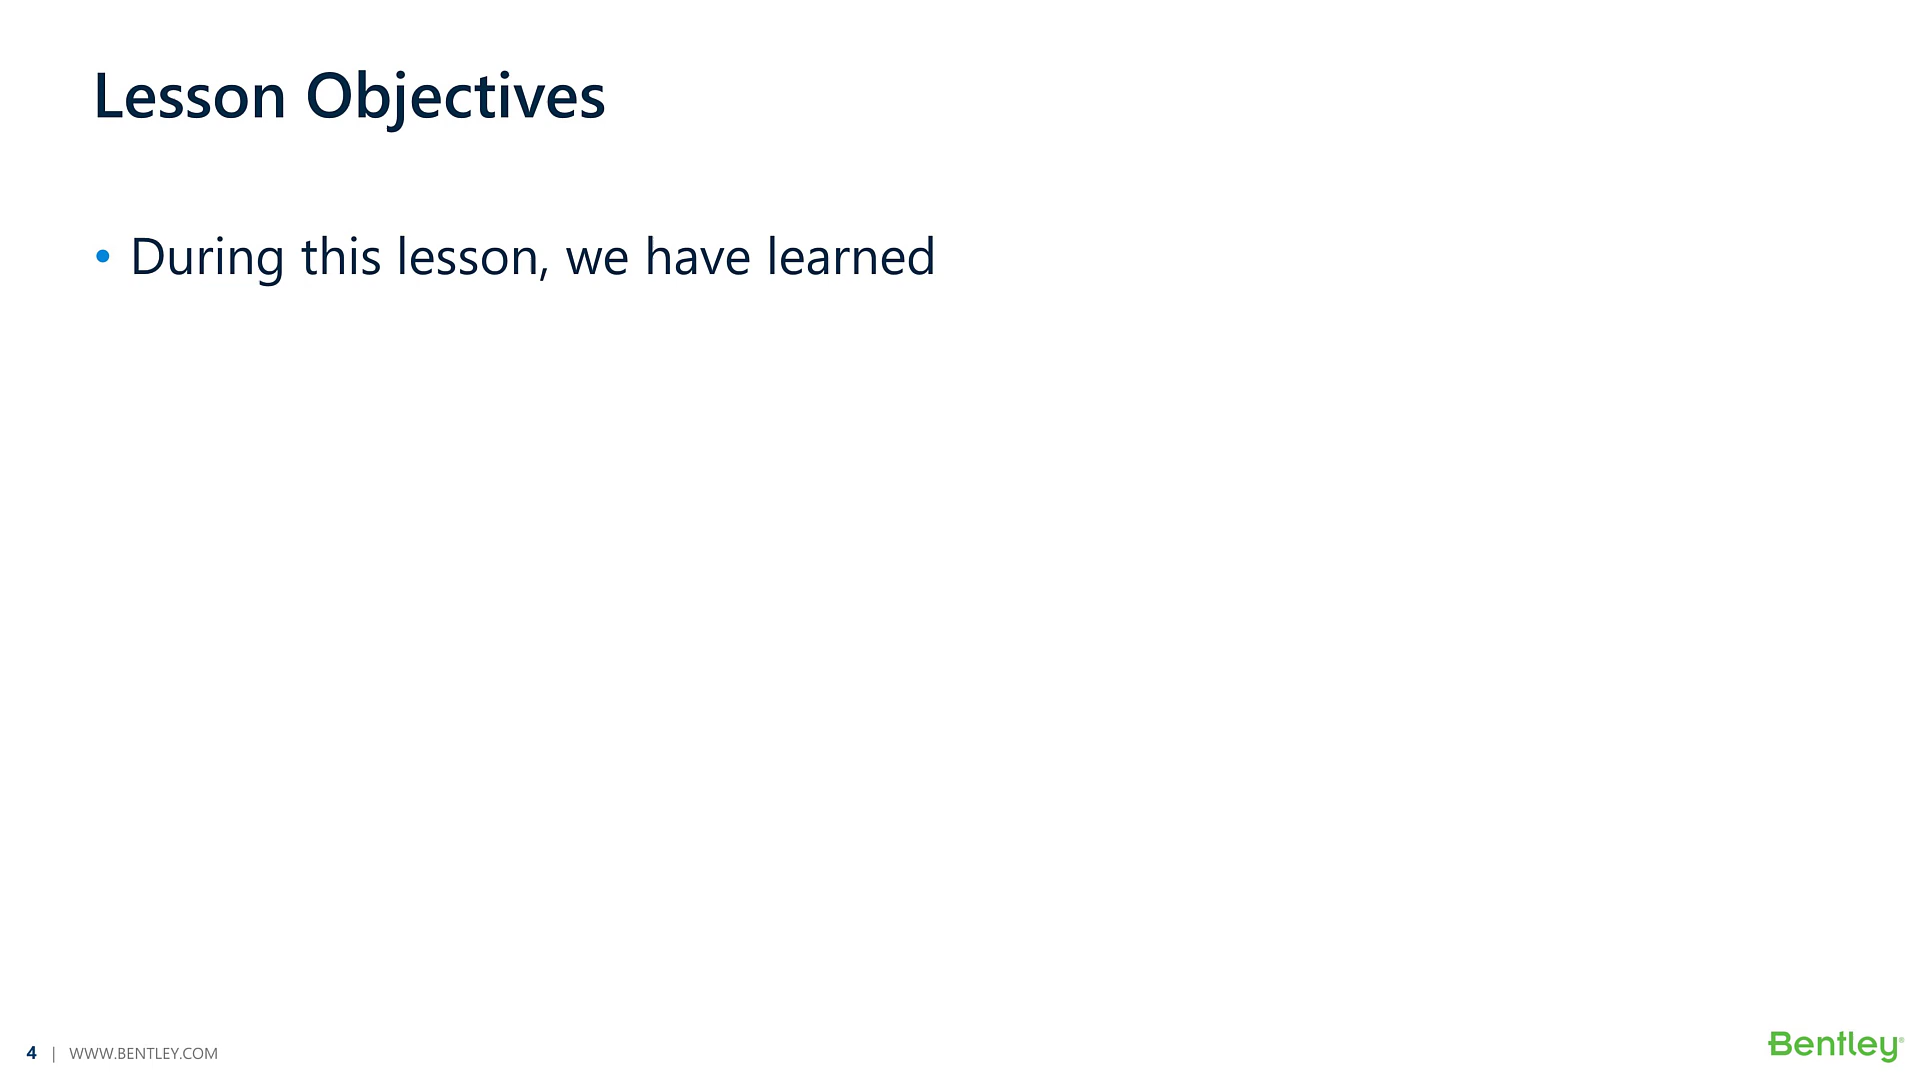 Lesson Objectives
• During this lesson, we have learned
4 | WWW.BENTLEY.COM
Bentley®